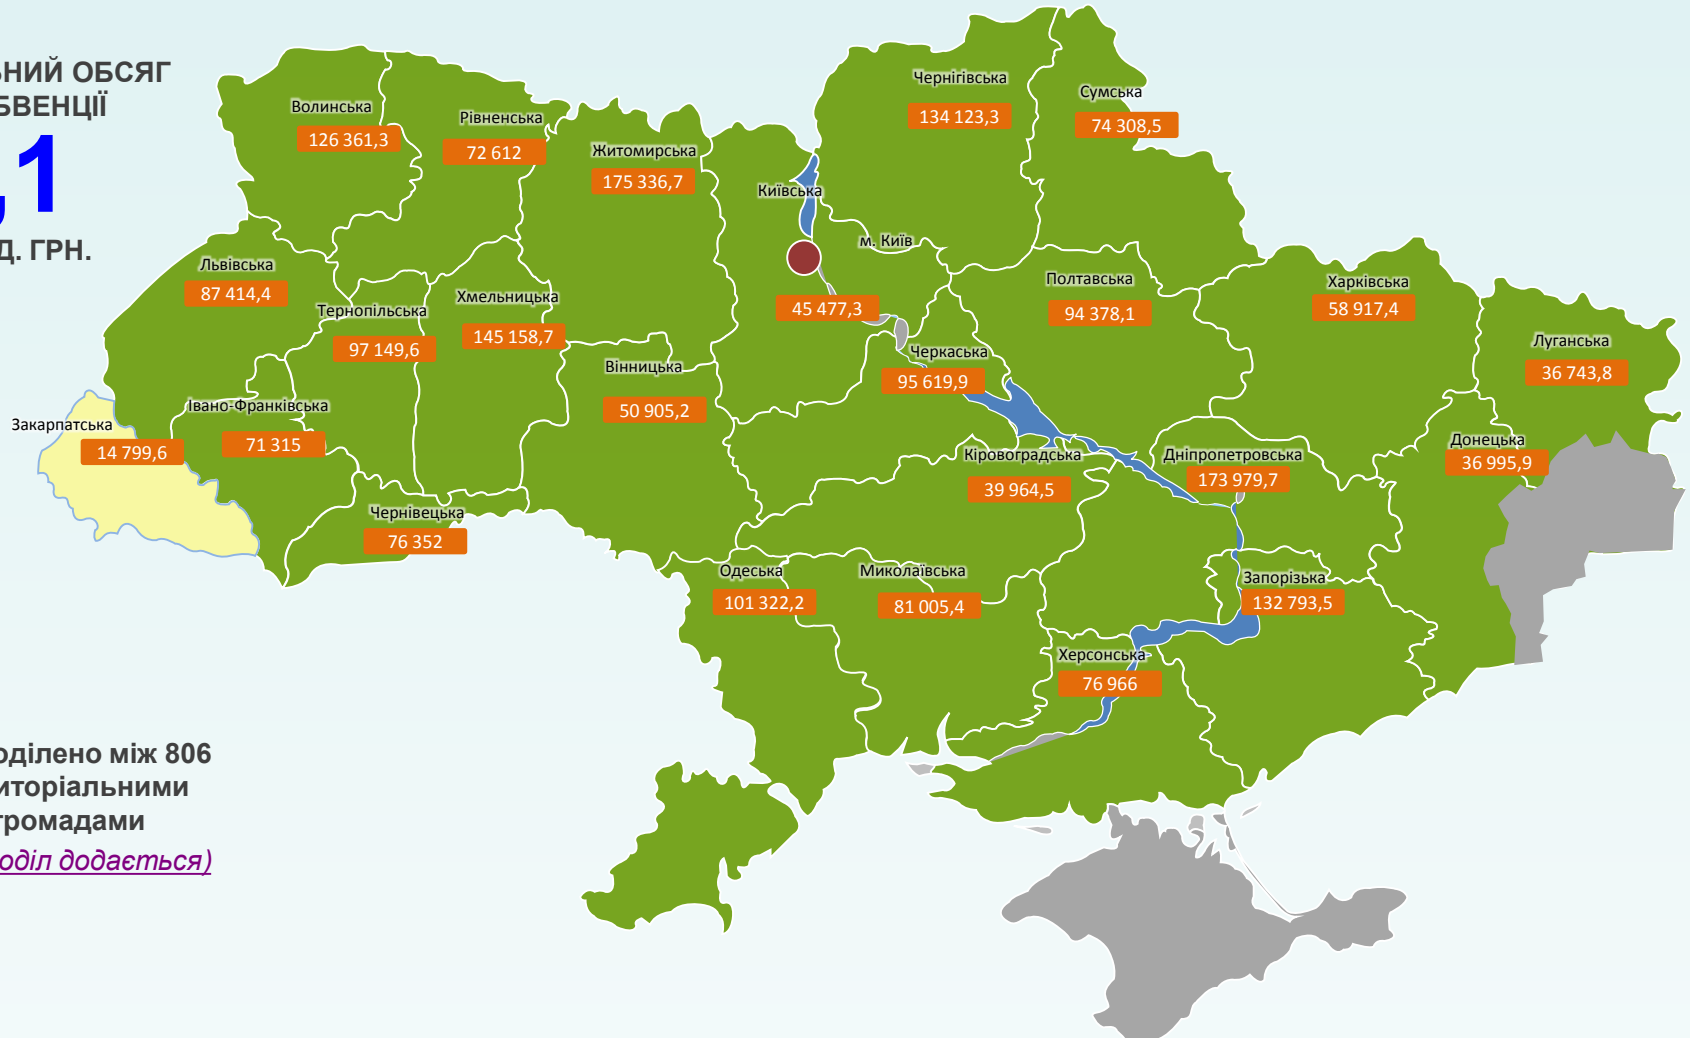 ЬНИЙ ОБСЯГ
БВЕНЦІЇ
,1
Д. ГРН.
Волинська
126 361,3
Рівненська
72 612
Житомирська
175 336,7
Київська
45 477,3
м. Київ
Чернігівська
134 123,3
Сумська
74 308,5
Львівська
87 414,4
Тернопільська
97 149,6
Хмельницька
145 158,7
Вінницька
50 905,2
Черкаська
95 619,9
Полтавська
94 378,1
Харківська
58 917,4
Луганська
36 743,8
Закарпатська
14 799,6
Івано-Франківська
71 315
Чернівецька
76 352
Кіровоградська
39 964,5
Дніпропетровська
173 979,7
Донецька
36 995,9
Одеська
101 322,2
Миколаївська
81 005,4
Запорізька
132 793,5
Херсонська
76 966
оділено між 806
иторіальними
громадами
оділ додається)